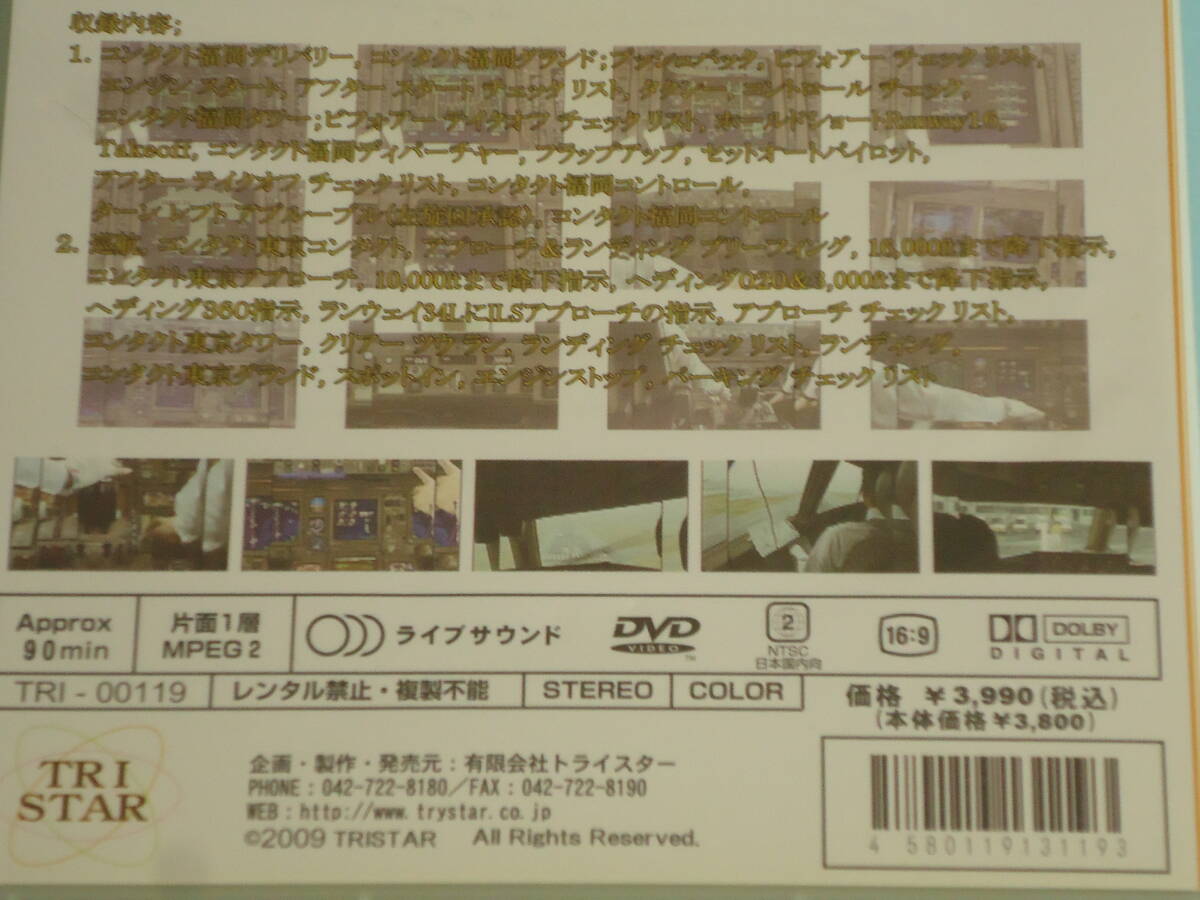 収録内容;
1. コンタクト福岡デリバリー, コンタクト福岡グランド;プッシュバック, ビフォアー チェックリスト,
エンジン スタート, アフター スタート チェックリスト, タクシー, コントロール チェック,
コンタクト福岡タワー;ビフォアー テイクオフ チェックリスト, ホールドショートRunway16,
Takeoff, コンタクト福岡ディパーチャー, フラップアップ, セットオートパイロット,
アフター テイクオフ チェックリスト, コンタクト福岡コントロール,
ターン レフト アプルーブル(左旋回承認), コンタクト福岡コントロール
2. 巡航, コンタクト東京コンタクト, アプローチ&ランディング ブリーフィング, 16,000ftまで降下指示,
コンタクト東京アプローチ, 10,000ftまで降下指示, ヘディング020&3,000ftまで降下指示,
ヘディング360指示, ランウェイ34LにILSアプローチの指示, アプローチ チェックリスト,
コンタクト東京タワー, クリアー ツウ ラン, ランディング チェックリスト, ランディング,
コンタクト東京グランド, スポットイン, エンジンストップ, パーキング チェックリスト
Approx 90min
片面1層 MPEG2
ライブサウンド
DVD VIDEO ™
2 NTSC 日本国内向
16:9
DOLBY DIGITAL
TRI-00119 レンタル禁止・複製不能 STEREO COLOR
価格 ￥3,990(税込)
(本体価格￥3,800)
TRI STAR
企画・製作・発売元:有限会社トライスター
PHONE:042-722-8180／FAX:042-722-8190
WEB:http://www.trystar.co.jp
©2009 TRISTAR All Rights Reserved.
4 580119 131193